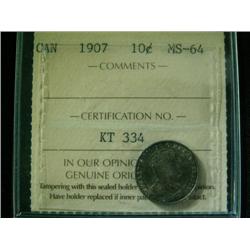 CAN 1907 10¢ MS-64
— COMMENTS —
— CERTIFICATION NO. —
KT 334
IN OUR OPINION
GENUINE ORIG
Tampering with this sealed holder
Have holder replaced if inner